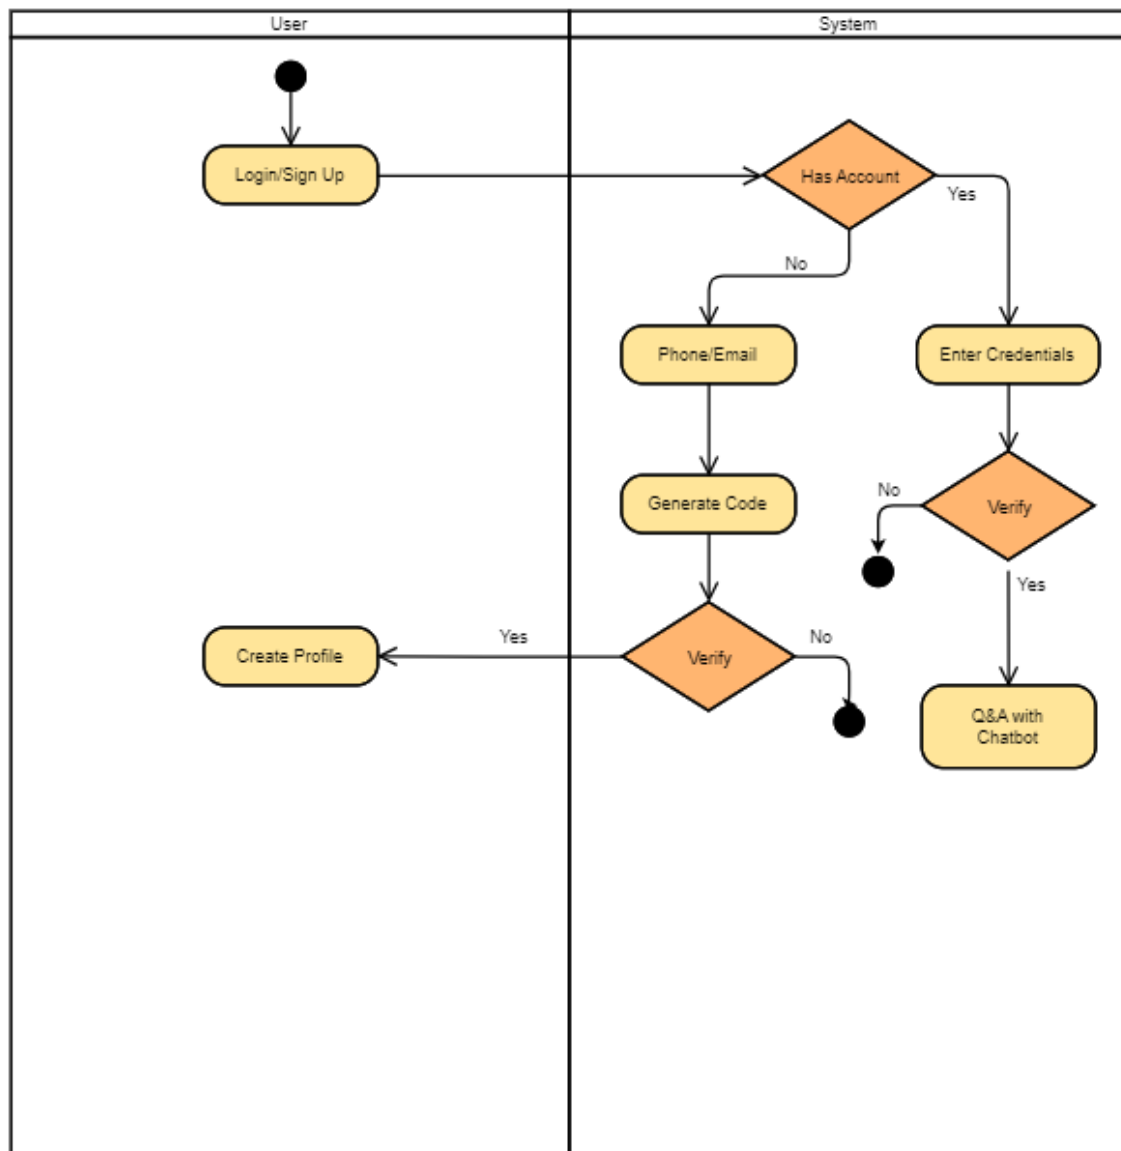 User
System
Login/Sign Up
Has Account
Yes
No
Phone/Email
Enter Credentials
Generate Code
No
Verify
Yes
Create Profile
Yes
Verify
No
Q&A with
Chatbot